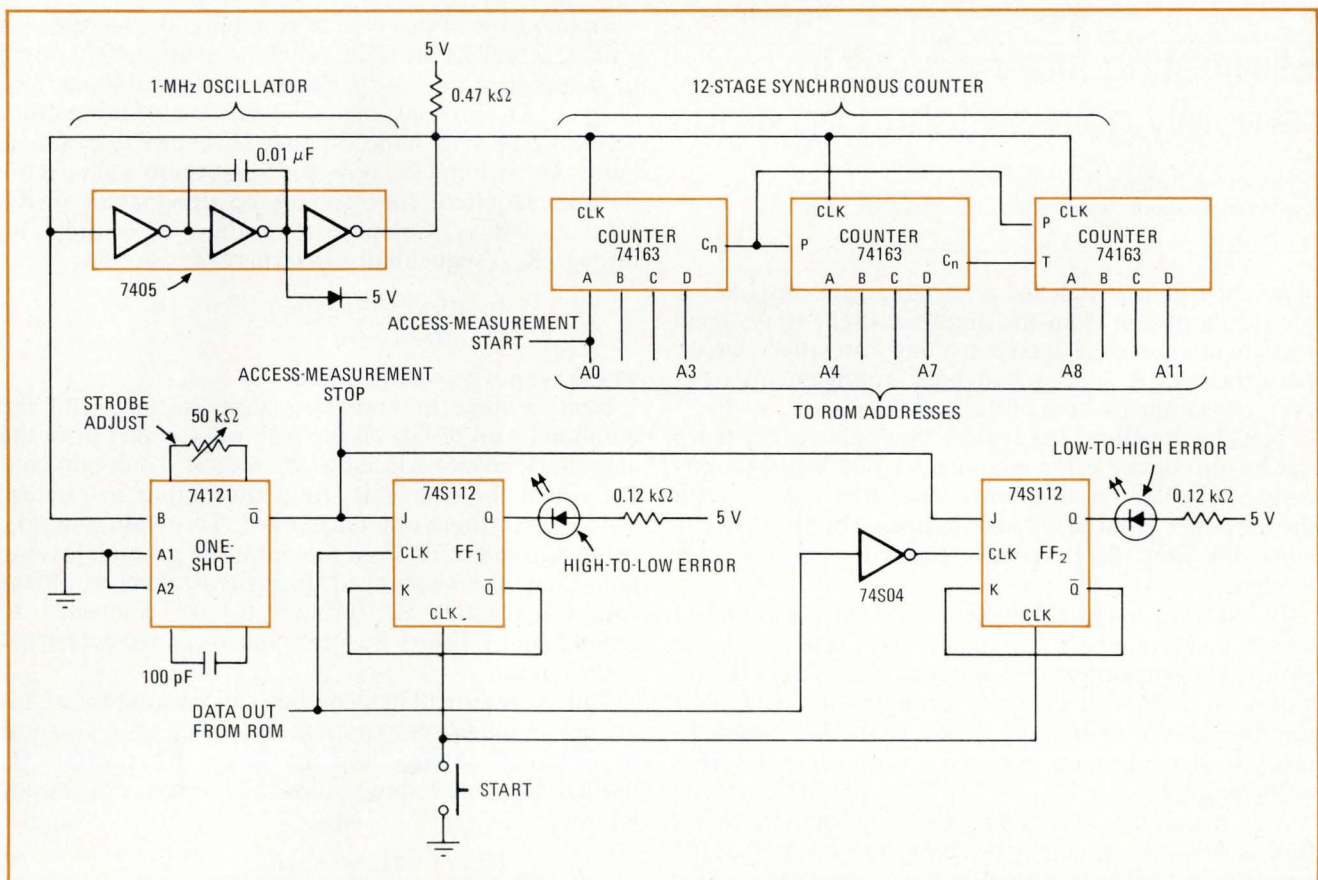 5 V
1-MHz OSCILLATOR
0.47 kΩ
12-STAGE SYNCHRONOUS COUNTER
0.01 μF
7405
5 V
CLK
COUNTER
74163
Cn
A B C D
P
CLK
COUNTER
74163
Cn
A B C D
P
T
CLK
COUNTER
74163
A B C D
ACCESS-MEASUREMENT
START
A0 A3 A4 A7 A8 A11
TO ROM ADDRESSES
ACCESS-MEASUREMENT
STOP
STROBE
ADJUST
50 kΩ
74121
B Q̅
A1
A2
ONE-
SHOT
100 pF
74S112
J Q
CLK FF1
K Q̅
CLK.
0.12 kΩ
5 V
HIGH-TO-LOW ERROR
74S04
LOW-TO-HIGH ERROR
74S112
J Q
CLK FF2
K Q̅
CLK
0.12 kΩ
5 V
DATA OUT
FROM ROM
START